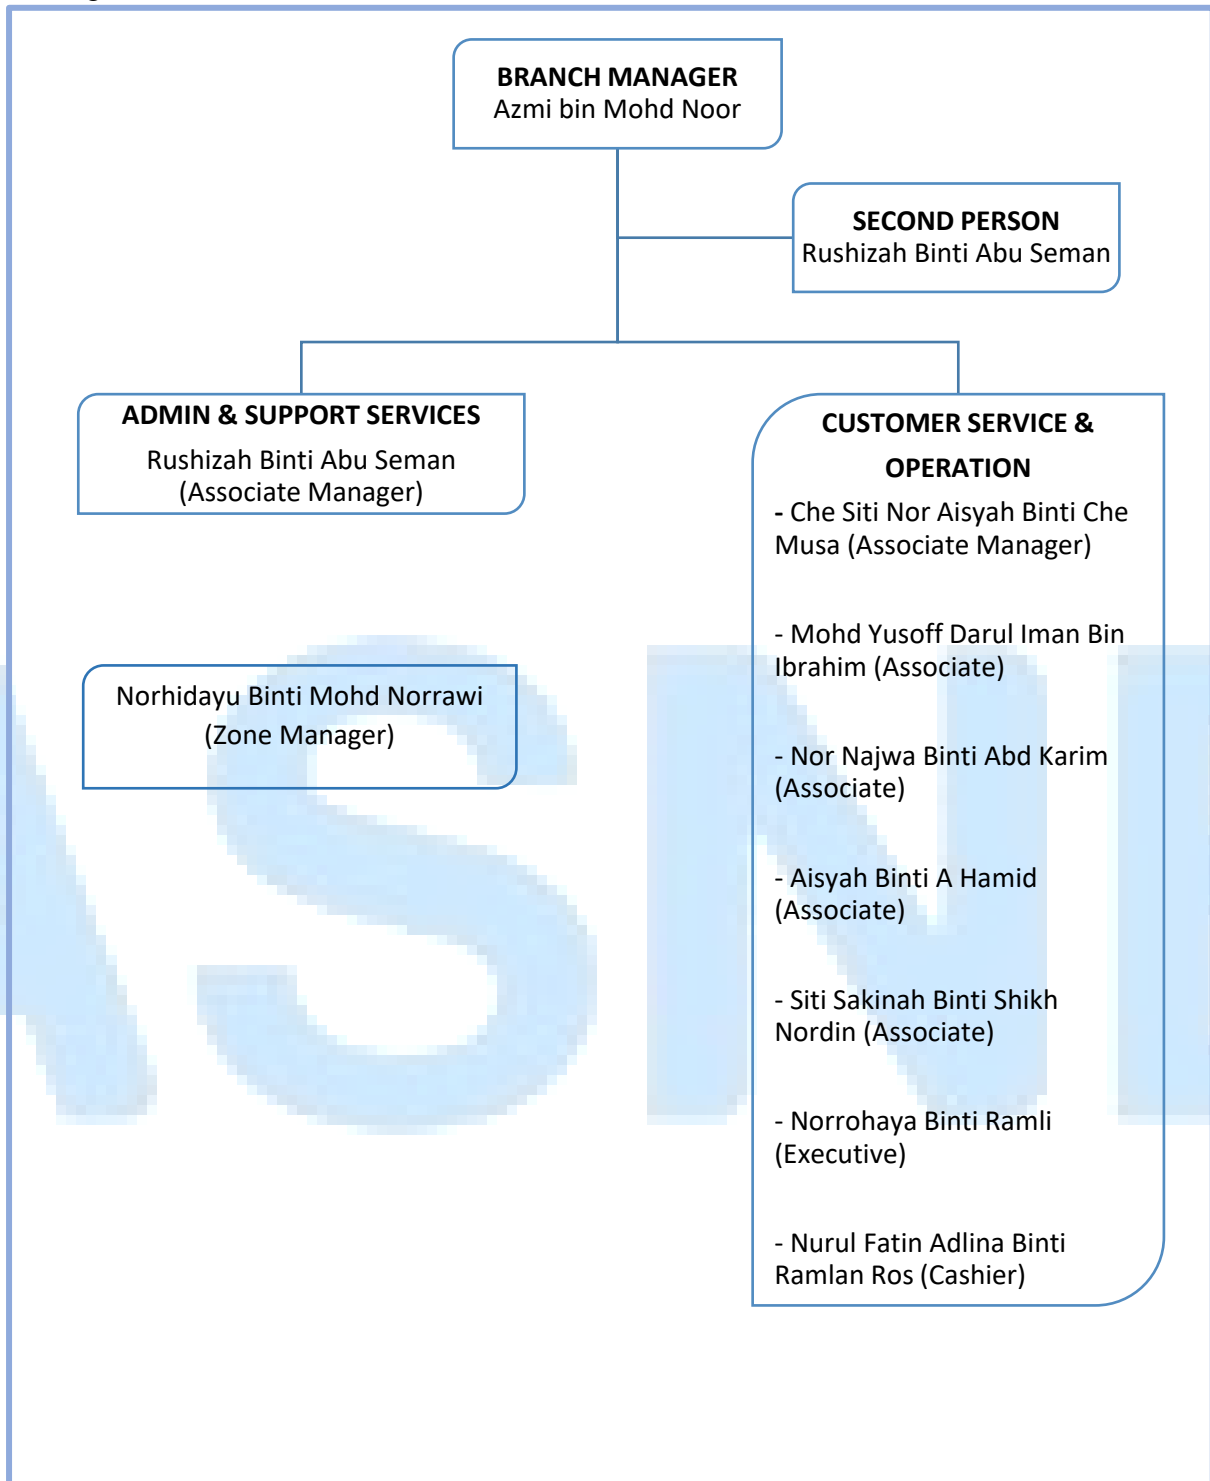 BRANCH MANAGER
Azmi bin Mohd Noor
SECOND PERSON
Rushizah Binti Abu Seman
ADMIN & SUPPORT SERVICES
Rushizah Binti Abu Seman
(Associate Manager)
Norhidayu Binti Mohd Norrawi
(Zone Manager)
CUSTOMER SERVICE &
OPERATION
- Che Siti Nor Aisyah Binti Che
Musa (Associate Manager)
- Mohd Yusoff Darul Iman Bin
Ibrahim (Associate)
- Nor Najwa Binti Abd Karim
(Associate)
- Aisyah Binti A Hamid
(Associate)
- Siti Sakinah Binti Shikh
Nordin (Associate)
- Norrohaya Binti Ramli
(Executive)
- Nurul Fatin Adlina Binti
Ramlan Ros (Cashier)